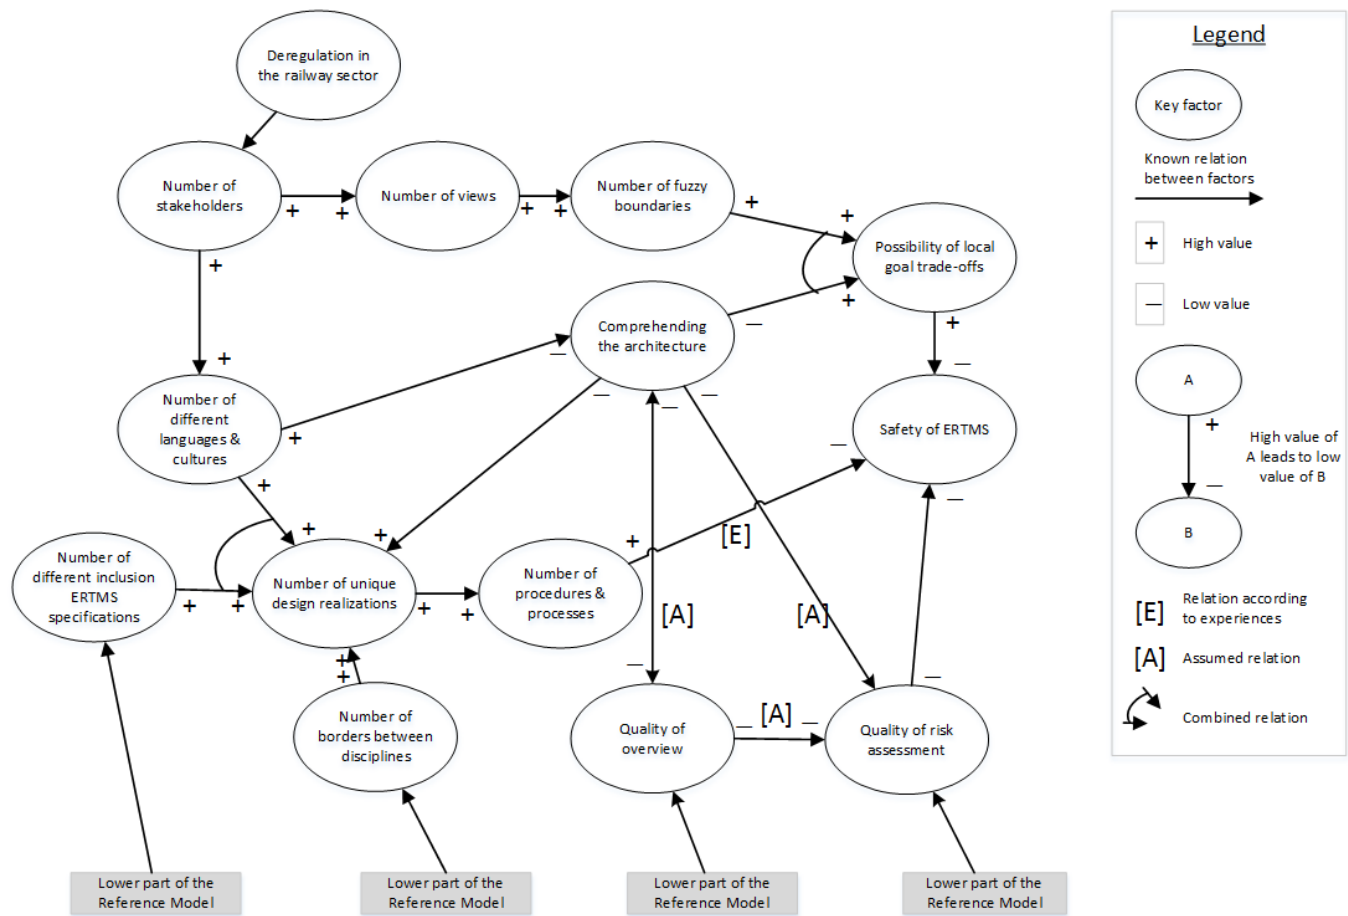 Deregulation in
the railway sector
Number of
stakeholders
+
+
Number of views
+
+
Number of fuzzy
boundaries
+
+
Possibility of local
goal trade-offs
+
+
—
Comprehending
the architecture
—
+
—
+
+
Number of
different
languages &
cultures
+
—
—
—
—
Safety of ERTMS
—
+
+
+
Number of
different inclusion
ERTMS
specifications
+
+
Number of unique
design realizations
+
+
Number of
procedures &
processes
+
[E]
[A]
[A]
—
—
+
+
Number of
borders between
disciplines
Quality of
overview
—
[A]
—
Quality of risk
assessment
—
Lower part of the
Reference Model
Lower part of the
Reference Model
Lower part of the
Reference Model
Lower part of the
Reference Model
Legend
Key factor
Known relation
between factors
+
High value
—
Low value
A
+
High value of
A leads to low
value of B
—
B
[E]
Relation according
to experiences
[A]
Assumed relation
Combined relation